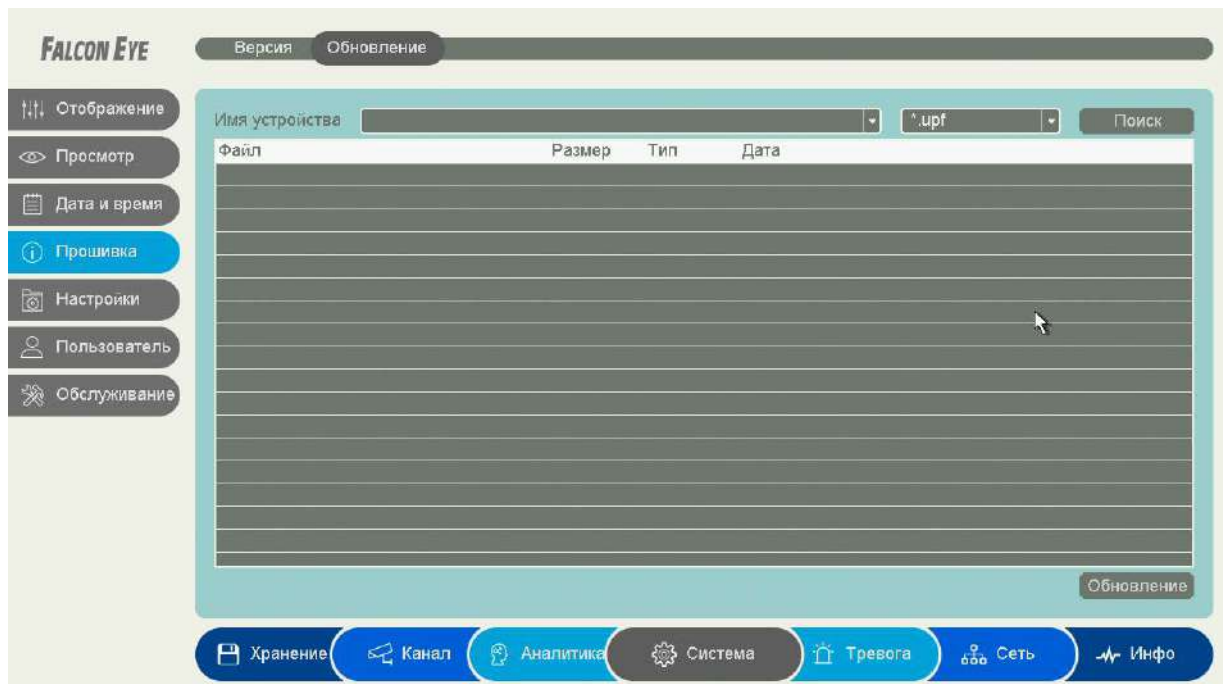 FALCON EYE
Версия Обновление
Отображение
Просмотр
Дата и время
Прошивка
Настройки
Пользователь
Обслуживание
Имя устройства *.upf Поиск
Файл Размер Тип Дата
Обновление
Хранение Канал Аналитика Система Тревога Сеть Инфо